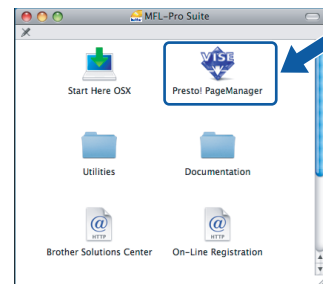 MFL-Pro Suite
VISE
Start Here OSX
Presto! PageManager
Utilities
Documentation
@
HTTP
@
HTTP
Brother Solutions Center
On-Line Registration